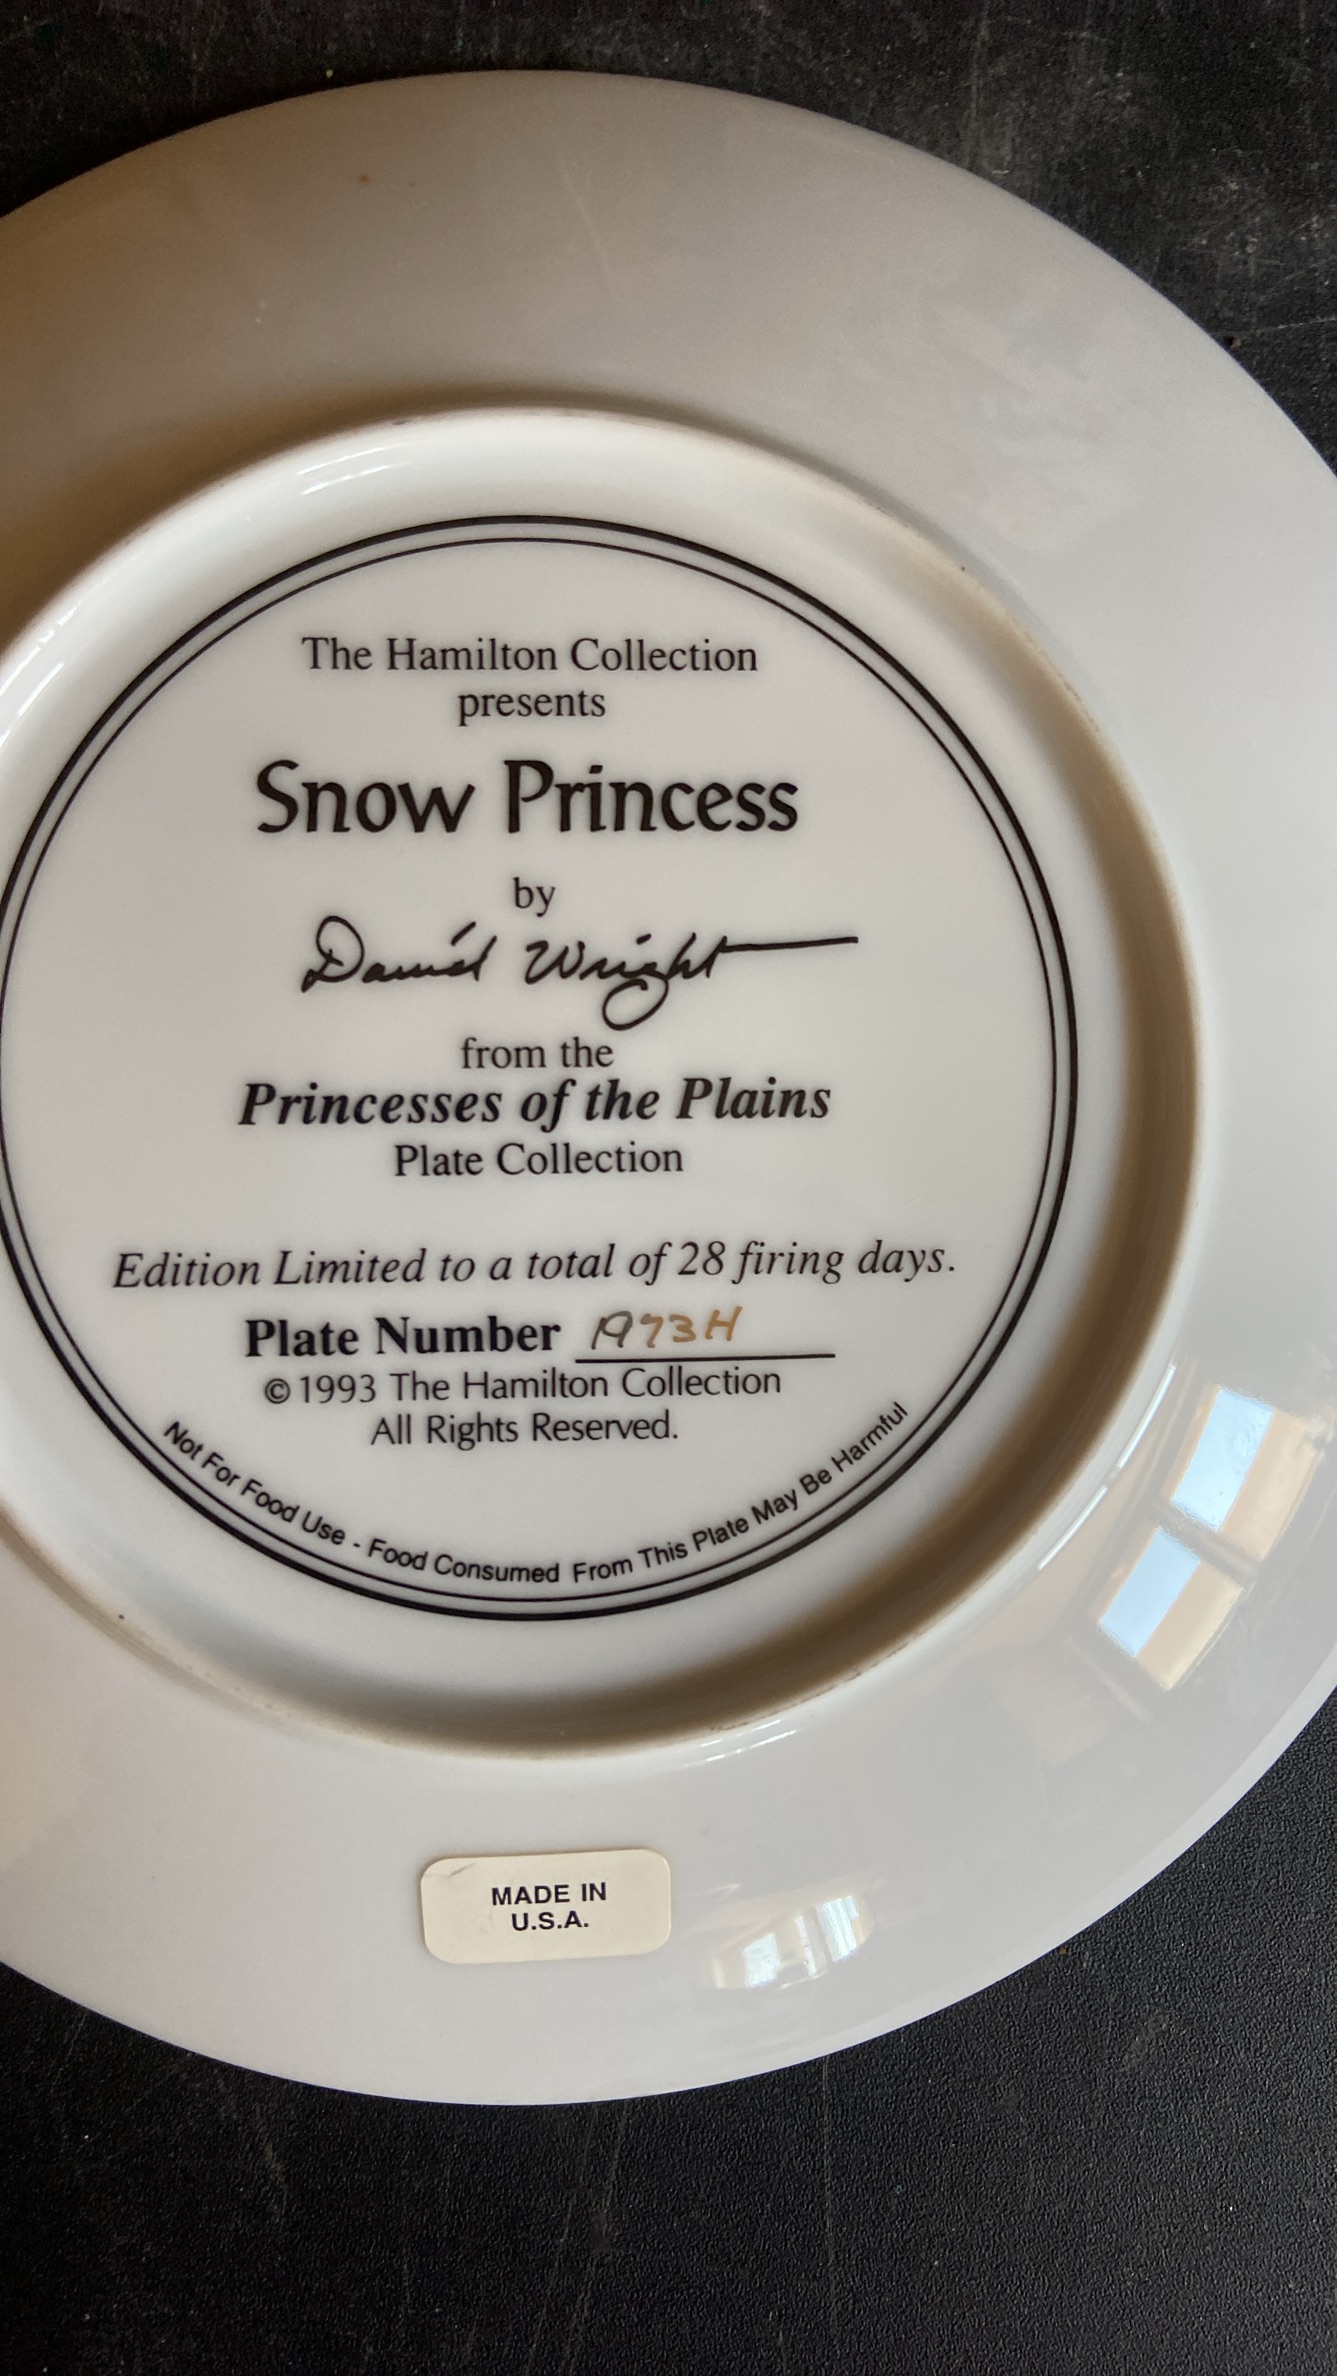 The Hamilton Collection
presents
Snow Princess
by
David Wright
from the
Princesses of the Plains
Plate Collection
Edition Limited to a total of 28 firing days.
Plate Number 1973H
© 1993 The Hamilton Collection
All Rights Reserved.
Not For Food Use - Food Consumed From This Plate May Be Harmful
MADE IN
U.S.A.